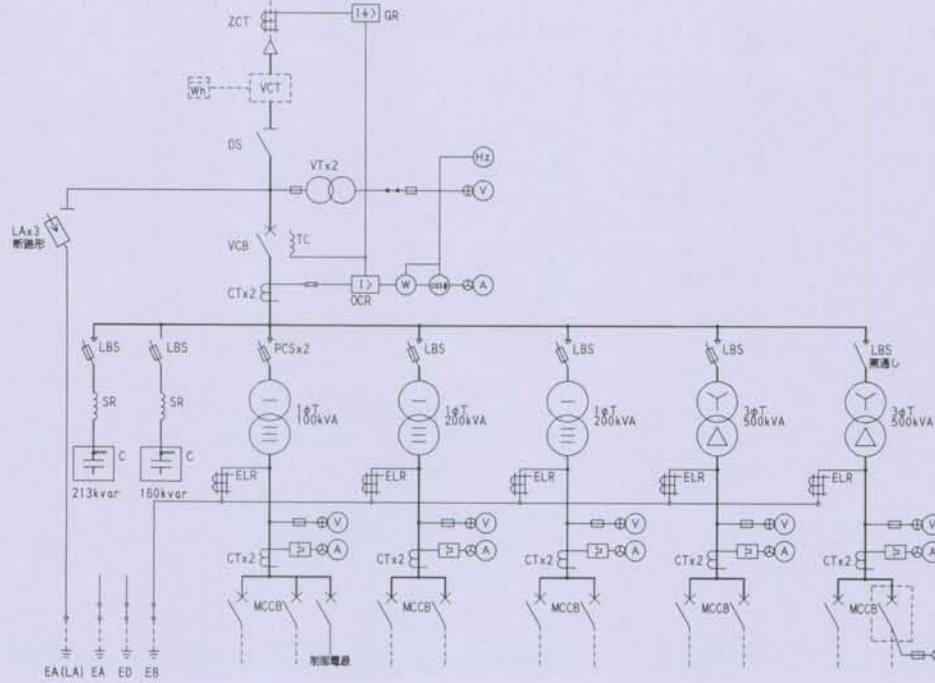 ZCT
I⏚> GR
Wh
VCT
DS
Hz
VTx2
V
LAx3
断路形
VCB
TC
I>
OCR
W
cosφ
A
CTx2
LBS
LBS
PCSx2
LBS
LBS
LBS
LBS
素通し
SR
SR
1φT
100kVA
1φT
200kVA
1φT
200kVA
3φT
500kVA
3φT
500kVA
C
C
213kvar
160kvar
ELR
ELR
ELR
ELR
ELR
V
V
V
V
V
CTx2
A
CTx2
A
CTx2
A
CTx2
A
CTx2
A
MCCB
MCCB
MCCB
MCCB
MCCB
制御電源
EA(LA)
EA
ED
EB